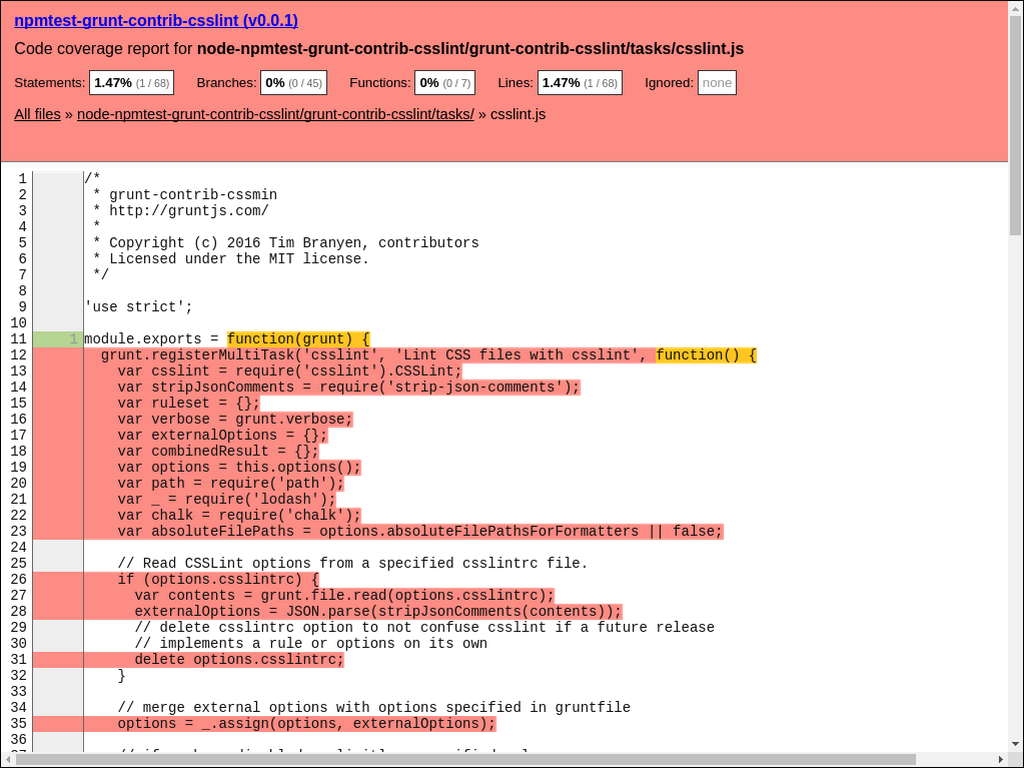 npmtest-grunt-contrib-csslint (v0.0.1)
Code coverage report for node-npmtest-grunt-contrib-csslint/grunt-contrib-csslint/tasks/csslint.js
Statements: 1.47% (1 / 68) Branches: 0% (0 / 45) Functions: 0% (0 / 7) Lines: 1.47% (1 / 68) Ignored: none
All files » node-npmtest-grunt-contrib-csslint/grunt-contrib-csslint/tasks/ » csslint.js
1 /*
2 * grunt-contrib-cssmin
3 * http://gruntjs.com/
4 *
5 * Copyright (c) 2016 Tim Branyen, contributors
6 * Licensed under the MIT license.
7 */
8
9 'use strict';
10
11 1 module.exports = function(grunt) {
12 grunt.registerMultiTask('csslint', 'Lint CSS files with csslint', function() {
13 var csslint = require('csslint').CSSLint;
14 var stripJsonComments = require('strip-json-comments');
15 var ruleset = {};
16 var verbose = grunt.verbose;
17 var externalOptions = {};
18 var combinedResult = {};
19 var options = this.options();
20 var path = require('path');
21 var _ = require('lodash');
22 var chalk = require('chalk');
23 var absoluteFilePaths = options.absoluteFilePathsForFormatters || false;
24
25 // Read CSSLint options from a specified csslintrc file.
26 if (options.csslintrc) {
27 var contents = grunt.file.read(options.csslintrc);
28 externalOptions = JSON.parse(stripJsonComments(contents));
29 // delete csslintrc option to not confuse csslint if a future release
30 // implements a rule or options on its own
31 delete options.csslintrc;
32 }
33
34 // merge external options with options specified in gruntfile
35 options = _.assign(options, externalOptions);
36